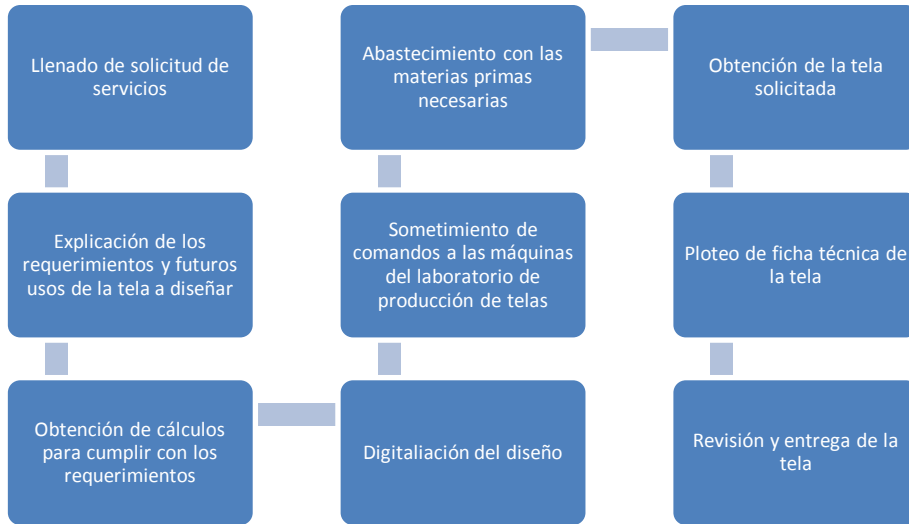 Llenado de solicitud de
servicios
Explicación de los
requerimientos y futuros
usos de la tela a diseñar
Obtención de cálculos
para cumplir con los
requerimientos
Digitaliación del diseño
Sometimiento de
comandos a las máquinas
del laboratorio de
producción de telas
Abastecimiento con las
materias primas
necesarias
Obtención de la tela
solicitada
Ploteo de ficha técnica de
la tela
Revisión y entrega de la
tela